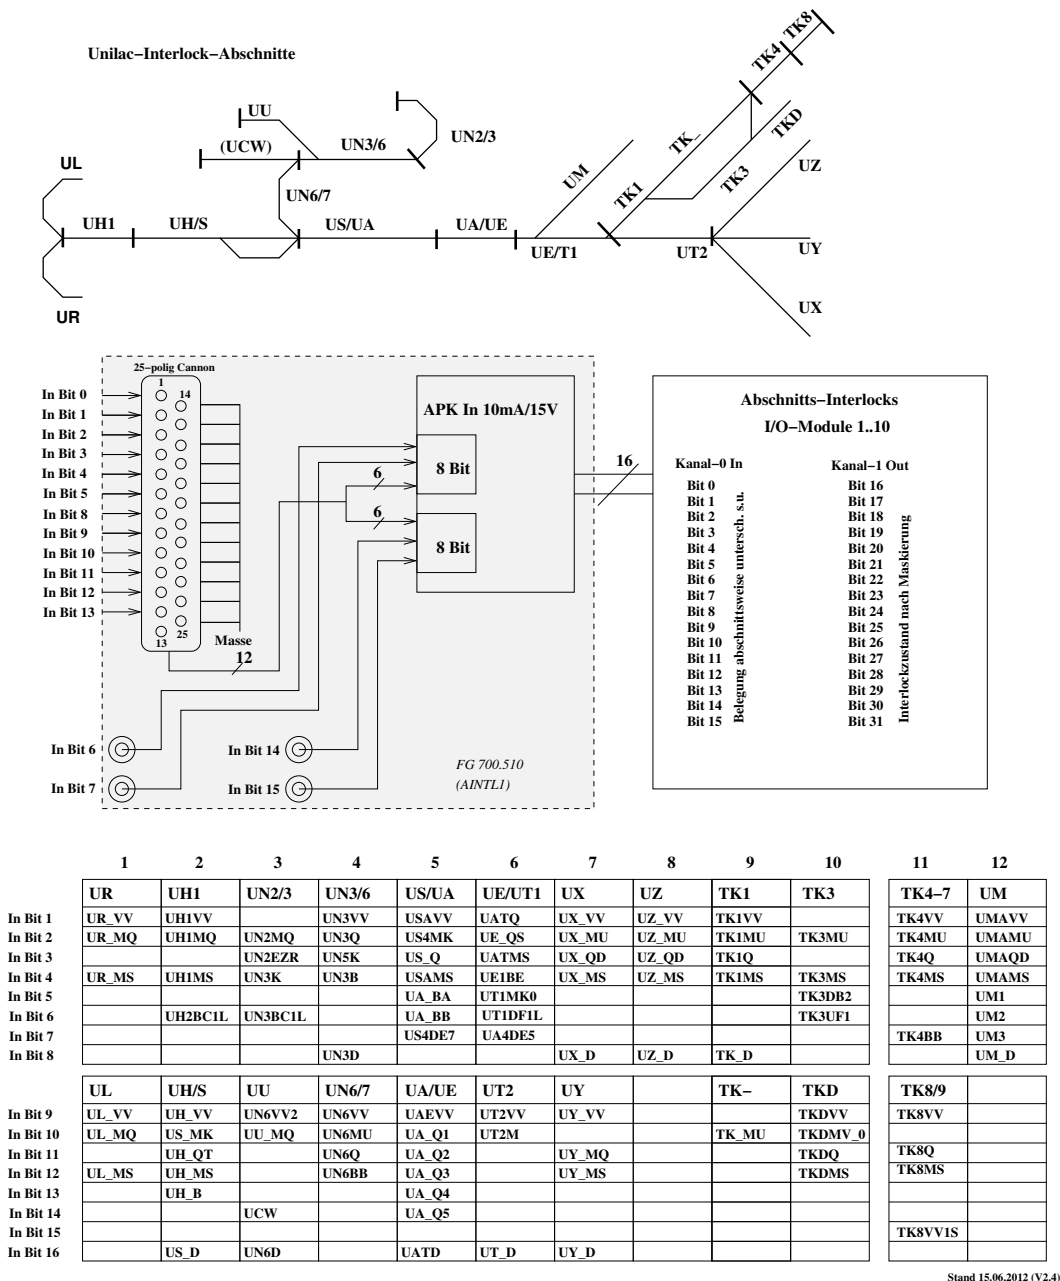 Unilac−Interlock−Abschnitte
TK8
TK4
UU
UN2/3
TKD
(UCW)
UN3/6
TK_
UL
UZ
UM
TK3
UN6/7
TK1
UH1
UH/S
US/UA
UA/UE
UE/T1
UT2
UY
UR
UX
25−polig Cannon
1
14
In Bit 0
In Bit 1
In Bit 2
In Bit 3
In Bit 4
In Bit 5
In Bit 8
In Bit 9
In Bit 10
In Bit 11
In Bit 12
In Bit 13
13
25
Masse
12
APK In 10mA/15V
8 Bit
6
6
8 Bit
16
In Bit 6
In Bit 7
In Bit 14
In Bit 15
FG 700.510
(AINTL1)
Abschnitts−Interlocks
I/O−Module 1..10
Kanal−0 In
Bit 0
Bit 1
Bit 2
Bit 3
Bit 4
Bit 5
Bit 6
Bit 7
Bit 8
Bit 9
Bit 10
Bit 11
Bit 12
Bit 13
Bit 14
Bit 15
Belegung abschnittsweise untersch. s.u.
Kanal−1 Out
Bit 16
Bit 17
Bit 18
Bit 19
Bit 20
Bit 21
Bit 22
Bit 23
Bit 24
Bit 25
Bit 26
Bit 27
Bit 28
Bit 29
Bit 30
Bit 31
Interlockzustand nach Maskierung
1 2 3 4 5 6 7 8 9 10 11 12
UR UH1 UN2/3 UN3/6 US/UA UE/UT1 UX UZ TK1 TK3 TK4−7 UM
In Bit 1 UR_VV UH1VV UN3VV USAVV UATQ UX_VV UZ_VV TK1VV TK4VV UMAVV
In Bit 2 UR_MQ UH1MQ UN2MQ UN3Q US4MK UE_QS UX_MU UZ_MU TK1MU TK3MU TK4MU UMAMU
In Bit 3 UN2EZR UN5K US_Q UATMS UX_QD UZ_QD TK1Q TK4Q UMAQD
In Bit 4 UR_MS UH1MS UN3K UN3B USAMS UE1BE UX_MS UZ_MS TK1MS TK3MS TK4MS UMAMS
In Bit 5 UA_BA UT1MK0 TK3DB2 UM1
In Bit 6 UH2BC1L UN3BC1L UA_BB UT1DF1L TK3UF1 UM2
In Bit 7 US4DE7 UA4DE5 TK4BB UM3
In Bit 8 UN3D UX_D UZ_D TK_D UM_D
UL UH/S UU UN6/7 UA/UE UT2 UY TK− TKD TK8/9
In Bit 9 UL_VV UH_VV UN6VV2 UN6VV UAEVV UT2VV UY_VV TKDVV TK8VV
In Bit 10 UL_MQ US_MK UU_MQ UN6MU UA_Q1 UT2M TK_MU TKDMV_0
In Bit 11 UH_QT UN6Q UA_Q2 UY_MQ TKDQ TK8Q
In Bit 12 UL_MS UH_MS UN6BB UA_Q3 UY_MS TKDMS TK8MS
In Bit 13 UH_B UA_Q4
In Bit 14 UCW UA_Q5
In Bit 15 TK8VV1S
In Bit 16 US_D UN6D UATD UT_D UY_D
Stand 15.06.2012 (V2.4)